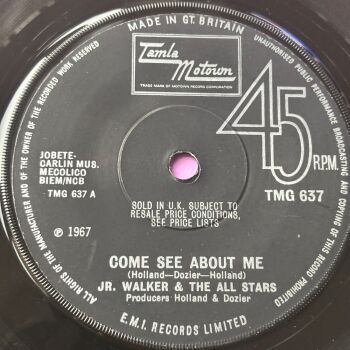 MADE IN GT. BRITAIN
UNAUTHORISED PUBLIC PERFORMANCE BROADCASTING AND COPYING OF THIS RECORD PROHIBITED
ALL RIGHTS OF THE MANUFACTURER AND OF THE OWNER OF THE RECORDED WORK RESERVED
Tamla
Motown
TRADE MARK OF MOTOWN RECORD CORPORATION
45
R.P.M.
JOBETE-
CARLIN MUS.
MECOLICO
BIEM/NCB
TMG 637 A
TMG 637
SOLD IN U.K. SUBJECT TO
RESALE PRICE CONDITIONS,
SEE PRICE LISTS
℗ 1967
COME SEE ABOUT ME
(Holland-Dozier-Holland)
JR. WALKER & THE ALL STARS
Producers Holland & Dozier
E.M.I. RECORDS LIMITED